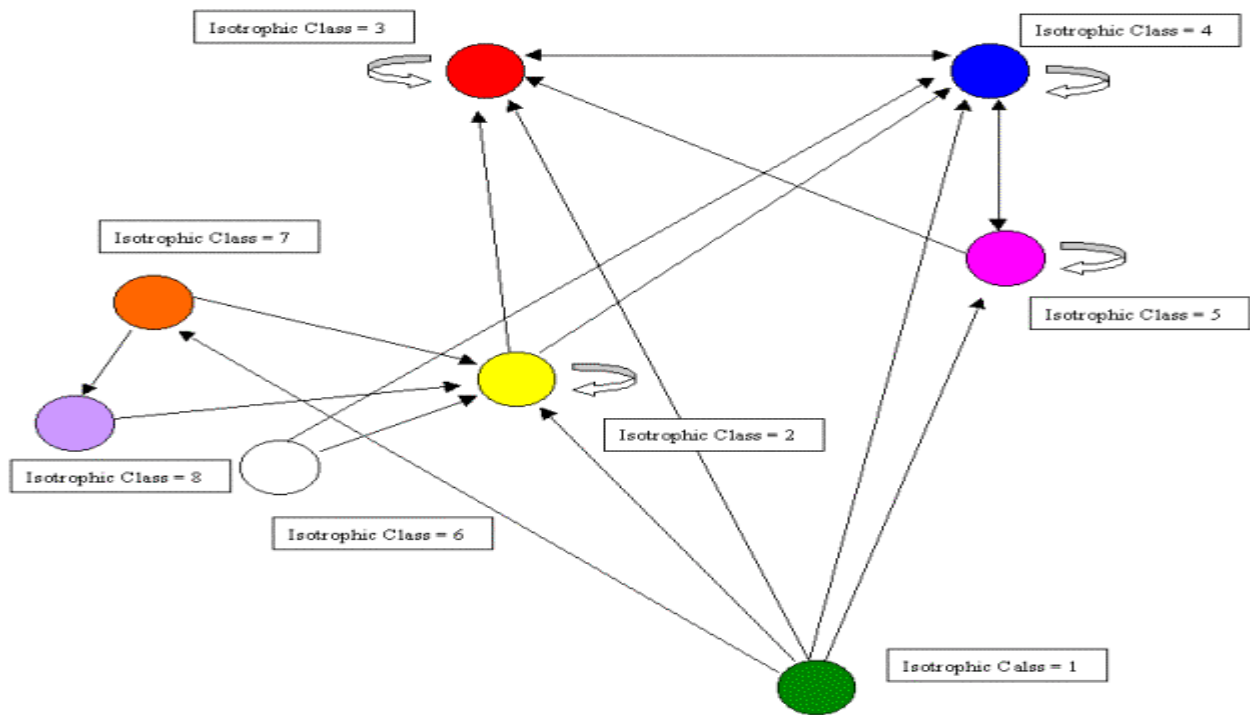 Isotrophic Class = 3
Isotrophic Class = 4
Isotrophic Class = 7
Isotrophic Class = 5
Isotrophic Class = 2
Isotrophic Class = 8
Isotrophic Class = 6
Isotrophic Calss = 1